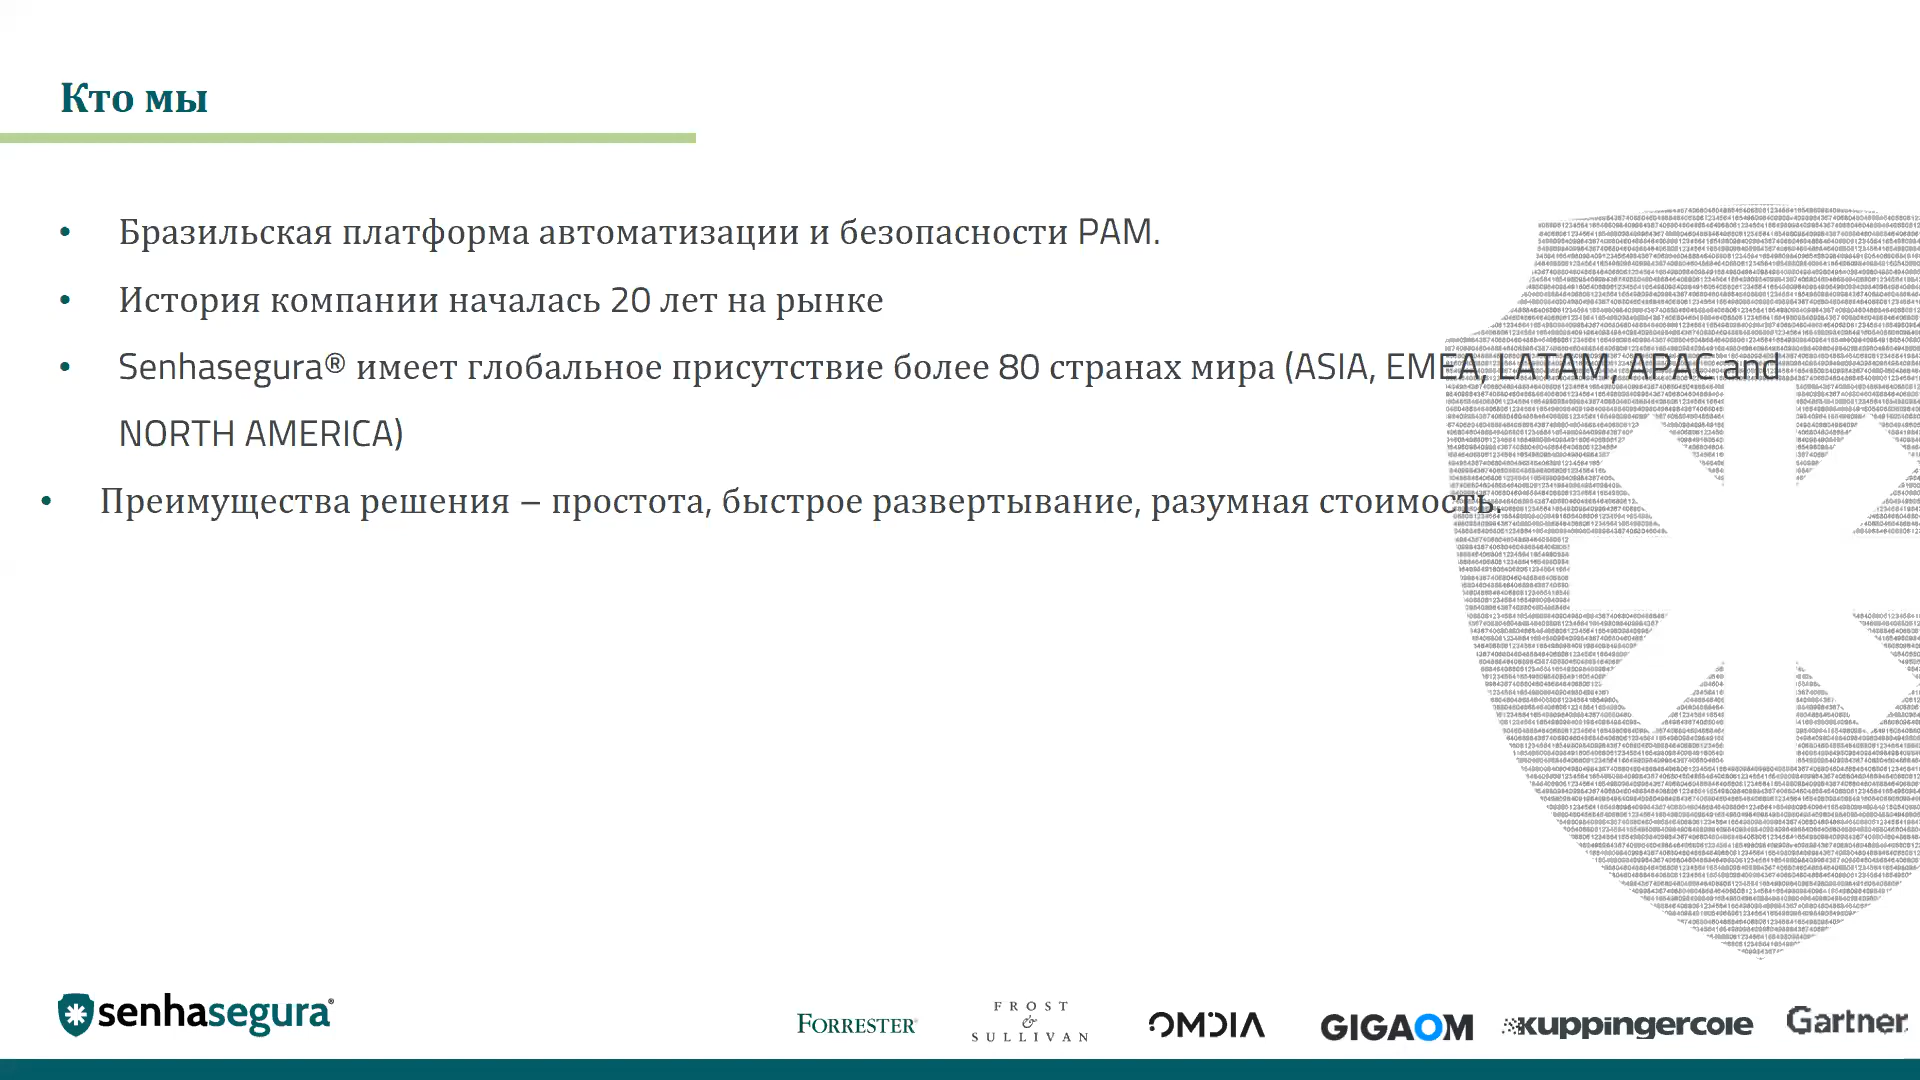 Кто мы
• Бразильская платформа автоматизации и безопасности PAM.
• История компании началась 20 лет на рынке
• Senhasegura® имеет глобальное присутствие более 80 странах мира (ASIA, EMEA, LATAM, APAC and
NORTH AMERICA)
• Преимущества решения – простота, быстрое развертывание, разумная стоимость.
senhasegura®
FORRESTER
FROST
&
SULLIVAN
OMDIA
GIGAOM
kuppingercole
Gartner